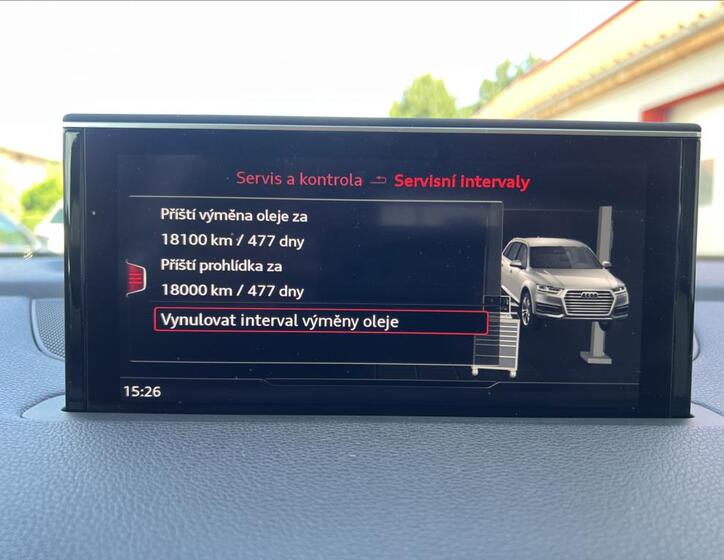 Servis a kontrola Servisní intervaly
Příští výměna oleje za
18100 km / 477 dny
Příští prohlídka za
18000 km / 477 dny
Vynulovat interval výměny oleje
15:26